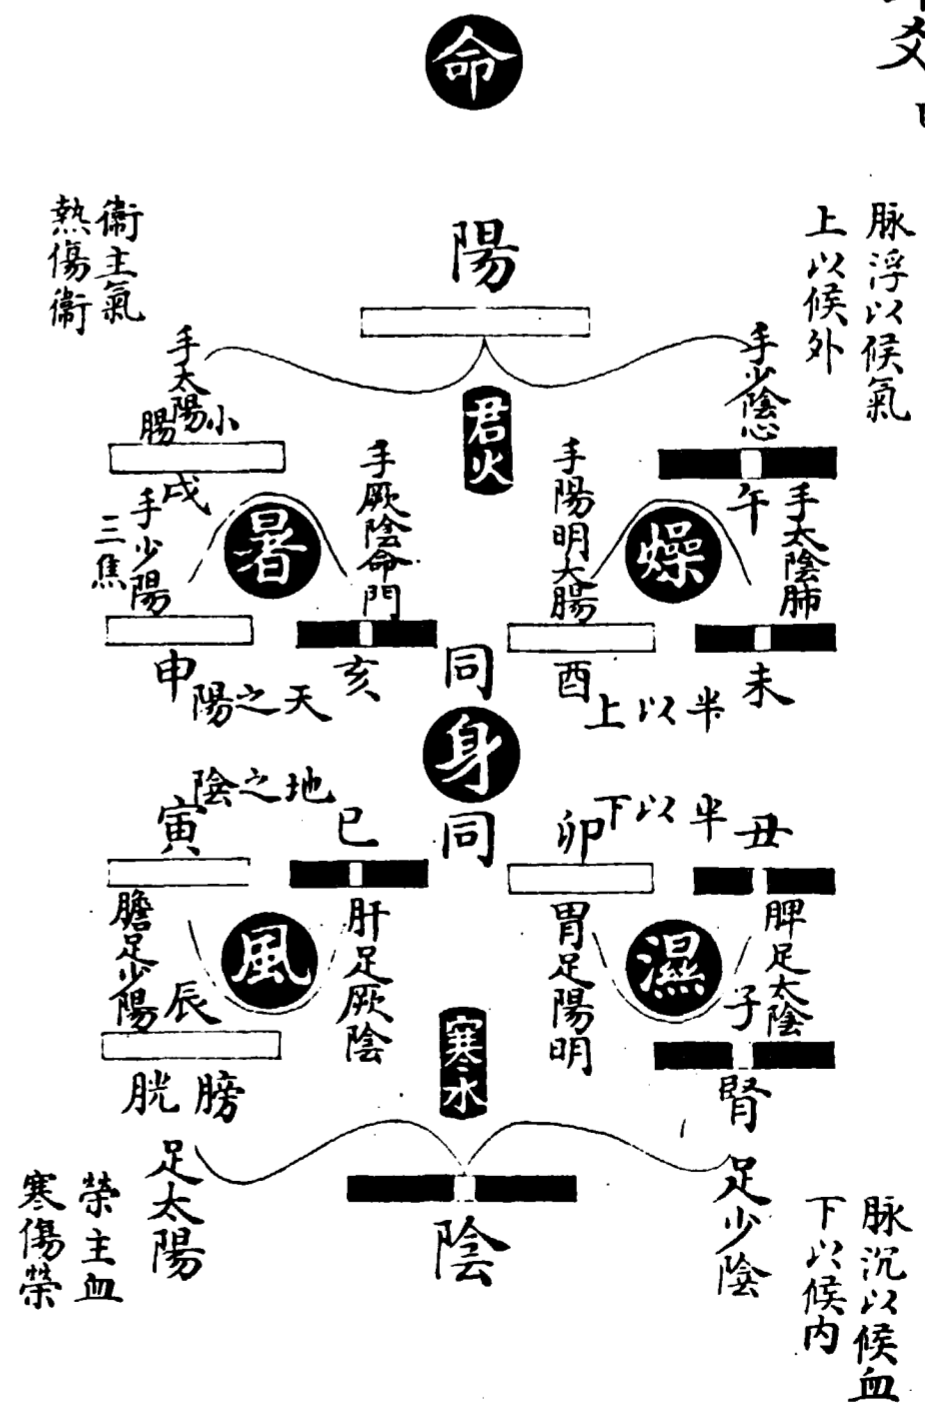 爻
命
脉浮以候氣
上以候外
陽
衞主氣
熱傷衞
手少陰心
午
手太陰肺
未
燥
手陽明大腸
酉
君火
手厥陰命門
亥
暑
手太陽小腸
戌
手少陽三焦
申
天之陽
半以上
同
身
同
地之陰
半以下
丑
脾足太陰
卯
胃足陽明
濕
子
腎
足少陰
巳
肝足厥陰
寅
膽足少陽
風
辰
膀胱
足太陽
寒水
陰
脉沉以候血
下以候内
榮主血
寒傷榮